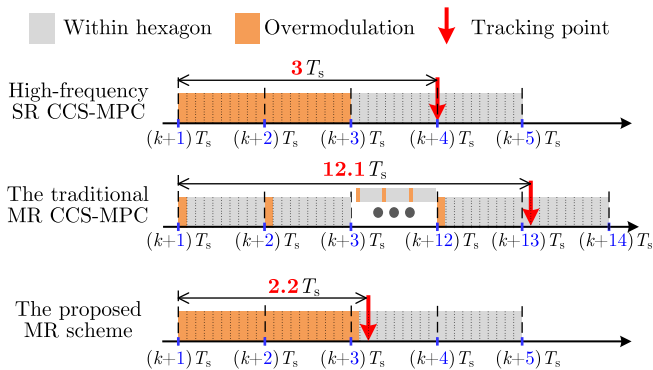 Within hexagon Overmodulation Tracking point
3 Ts
High-frequency
SR CCS-MPC
(k+1) Ts (k+2) Ts (k+3) Ts (k+4) Ts (k+5) Ts
12.1 Ts
The traditional
MR CCS-MPC
(k+1) Ts (k+2) Ts (k+3) Ts (k+12) Ts (k+13) Ts (k+14) Ts
2.2 Ts
The proposed
MR scheme
(k+1) Ts (k+2) Ts (k+3) Ts (k+4) Ts (k+5) Ts